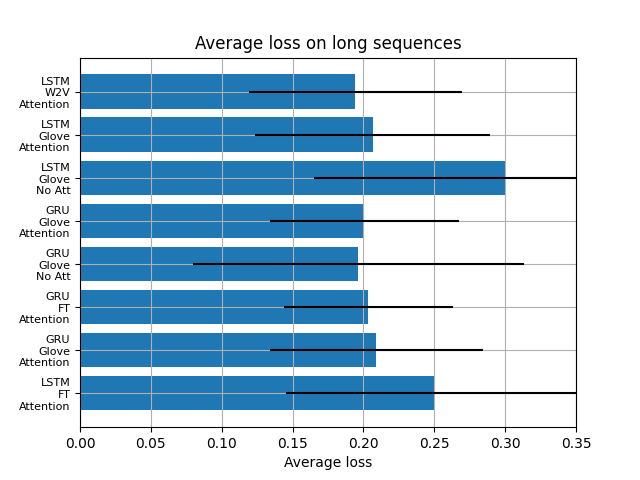 Average loss on long sequences
LSTM
W2V
Attention
LSTM
Glove
Attention
LSTM
Glove
No Att
GRU
Glove
Attention
GRU
Glove
No Att
GRU
FT
Attention
GRU
Glove
Attention
LSTM
FT
Attention
0.00 0.05 0.10 0.15 0.20 0.25 0.30 0.35
Average loss